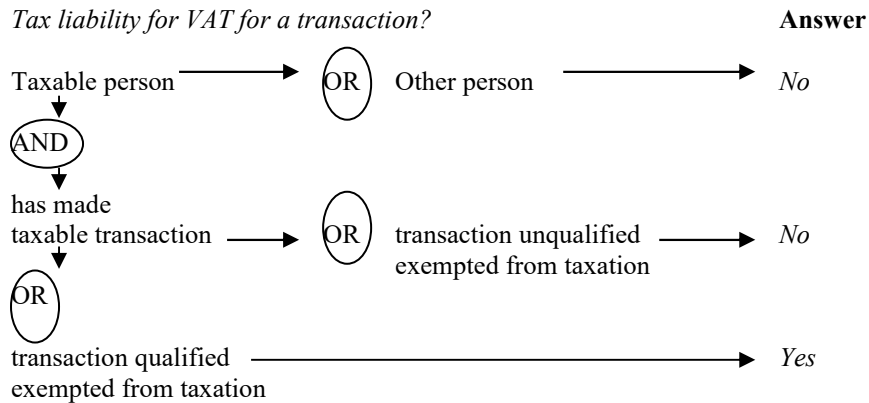 Tax liability for VAT for a transaction? Answer
Taxable person OR Other person No
AND
has made
taxable transaction OR transaction unqualified No
exempted from taxation
OR
transaction qualified Yes
exempted from taxation